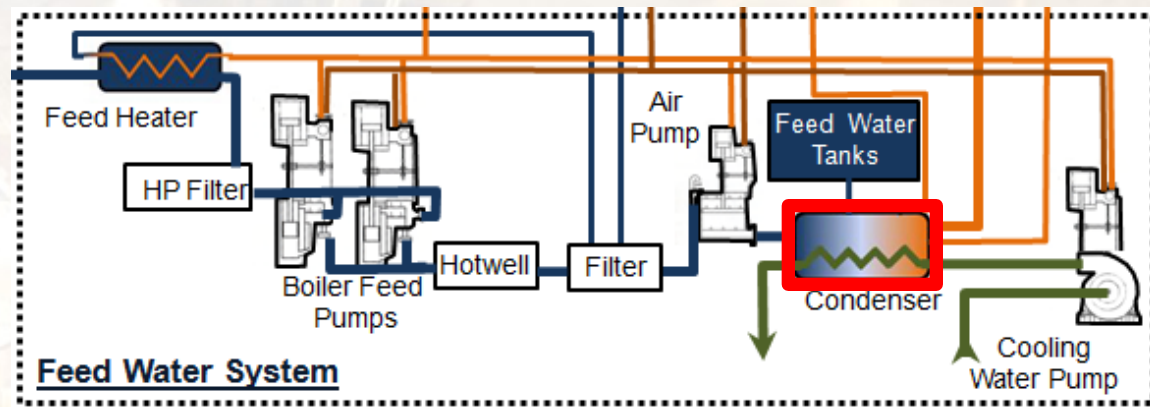 Feed Heater
HP Filter
Boiler Feed
Pumps
Hotwell
Filter
Air
Pump
Feed Water
Tanks
Condenser
Cooling
Water Pump
Feed Water System